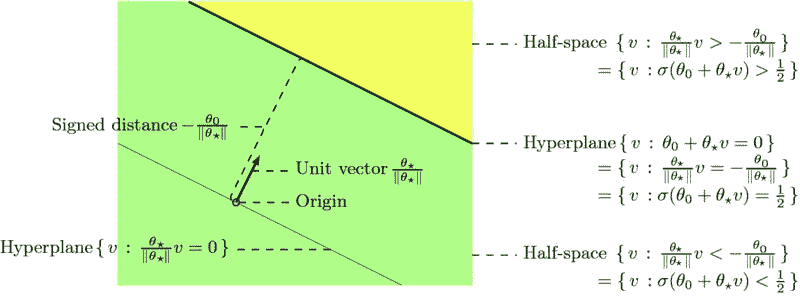 Half-space { v : θ⋆/‖θ⋆‖ v > −θ0/‖θ⋆‖ }
= { v : σ(θ0 + θ⋆v) > 1/2 }
Signed distance −θ0/‖θ⋆‖
Hyperplane { v : θ0 + θ⋆v = 0 }
= { v : θ⋆/‖θ⋆‖ v = −θ0/‖θ⋆‖ }
= { v : σ(θ0 + θ⋆v) = 1/2 }
Unit vector θ⋆/‖θ⋆‖
Origin
Hyperplane { v : θ⋆/‖θ⋆‖ v = 0 }
Half-space { v : θ⋆/‖θ⋆‖ v < −θ0/‖θ⋆‖ }
= { v : σ(θ0 + θ⋆v) < 1/2 }